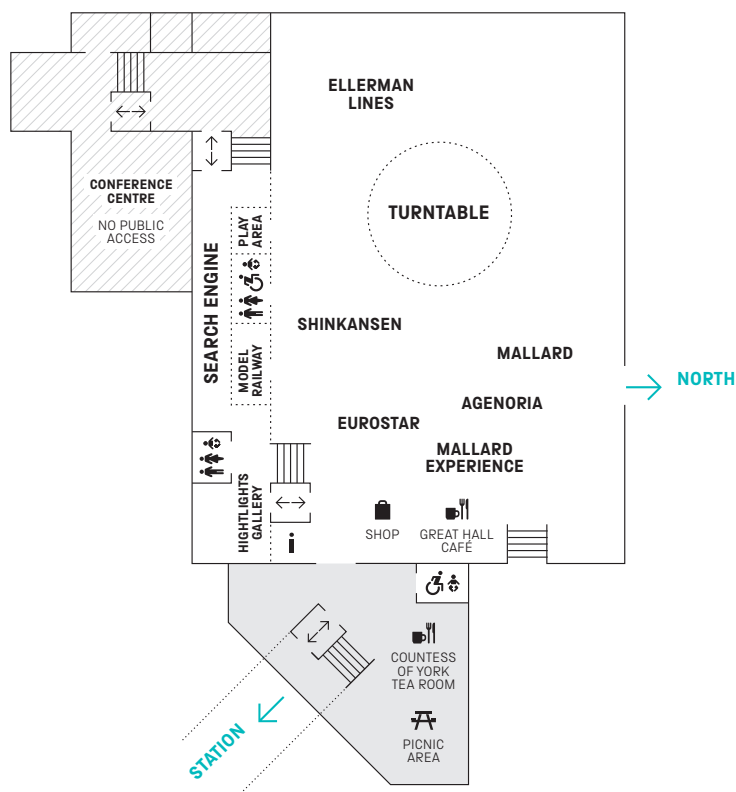 ELLERMAN
LINES
CONFERENCE
CENTRE
NO PUBLIC
ACCESS
TURNTABLE
PLAY
AREA
SEARCH ENGINE
SHINKANSEN
MODEL
RAILWAY
MALLARD
NORTH
AGENORIA
EUROSTAR
MALLARD
EXPERIENCE
HIGHTLIGHTS
GALLERY
i
SHOP
GREAT HALL
CAFÉ
COUNTESS
OF YORK
TEA ROOM
STATION
PICNIC
AREA